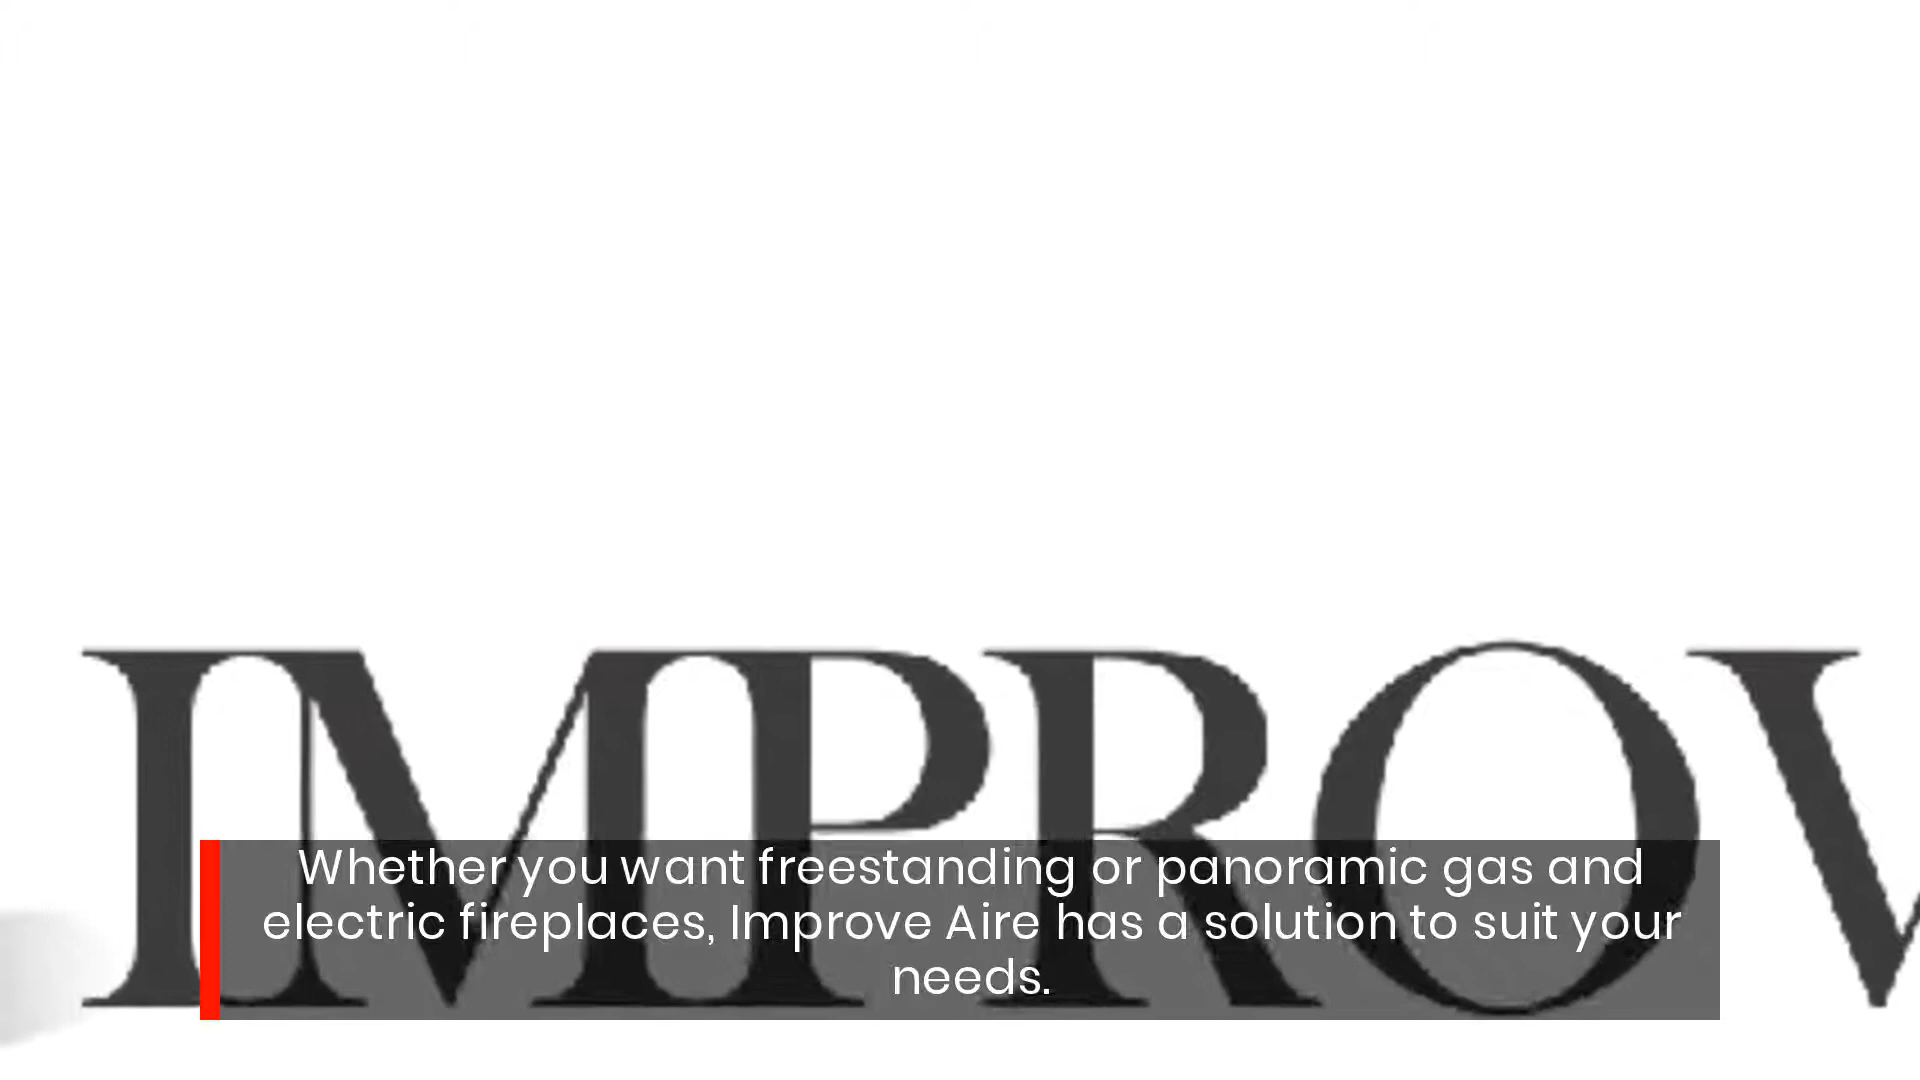 IMPROV
Whether you want freestanding or panoramic gas and
electric fireplaces, Improve Aire has a solution to suit your
needs.